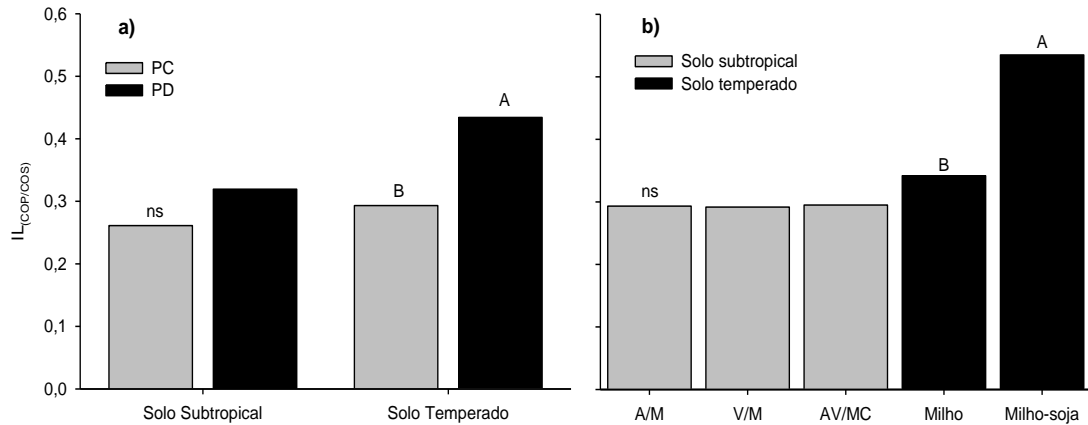 0,6
0,5
0,4
0,3
0,2
0,1
0,0
IL(COP/COS)
a)
PC
PD
ns
B
A
Solo Subtropical
Solo Temperado
b)
Solo subtropical
Solo temperado
ns
B
A
A/M
V/M
AV/MC
Milho
Milho-soja